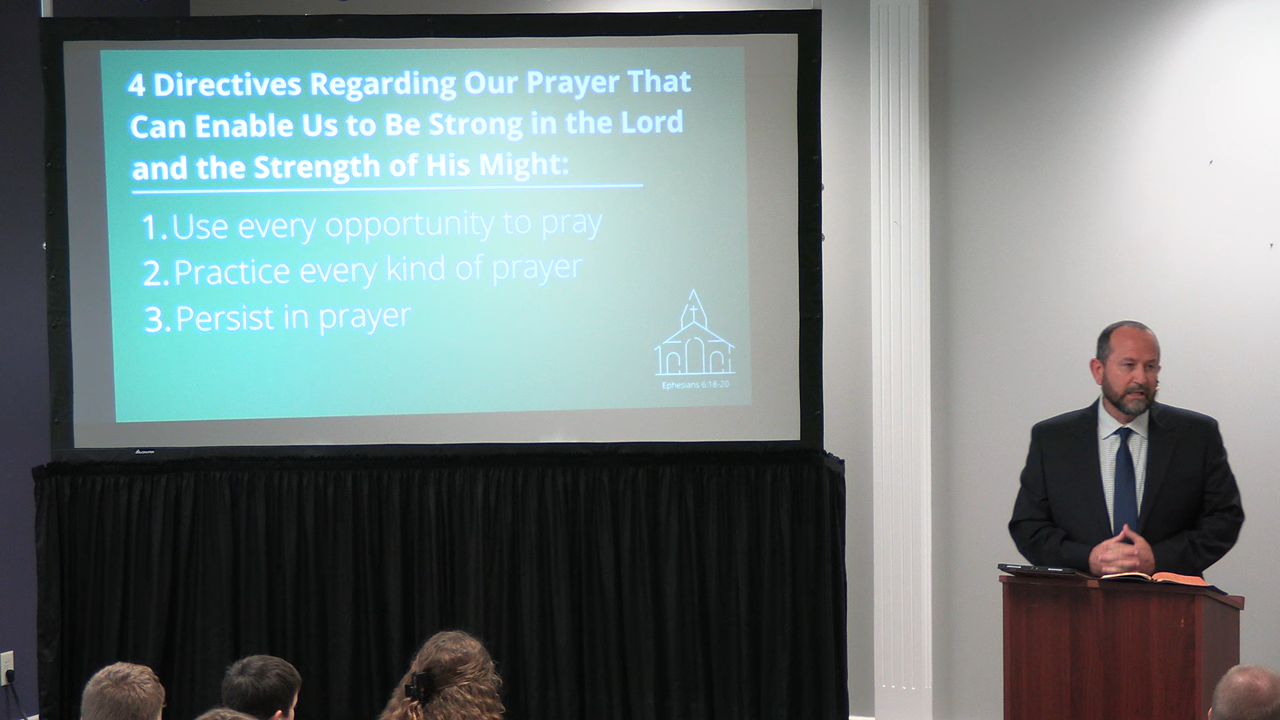 4 Directives Regarding Our Prayer That
Can Enable Us to Be Strong in the Lord
and the Strength of His Might:
1. Use every opportunity to pray
2. Practice every kind of prayer
3. Persist in prayer
Ephesians 6:18-20